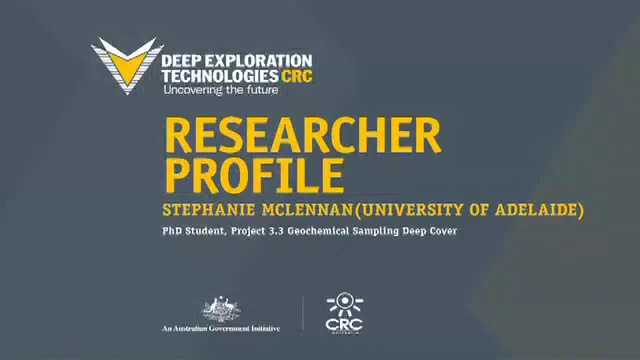 DEEP EXPLORATION
TECHNOLOGIES CRC
Uncovering the future
RESEARCHER
PROFILE
STEPHANIE MCLENNAN(UNIVERSITY OF ADELAIDE)
PhD Student, Project 3.3 Geochemical Sampling Deep Cover
An Australian Government Initiative
CRC
AUSTRALIA